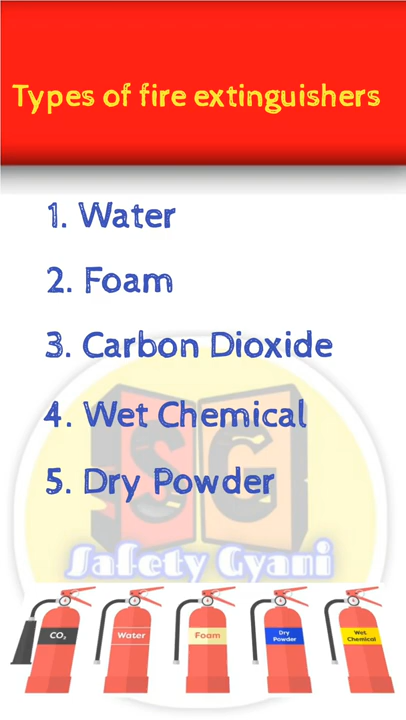 Types of fire extinguishers
1. Water
2. Foam
3. Carbon Dioxide
4. Wet Chemical
5. Dry Powder
SG
Safety Gyani
CO₂
Water
Foam
Dry
Powder
Wet
Chemical